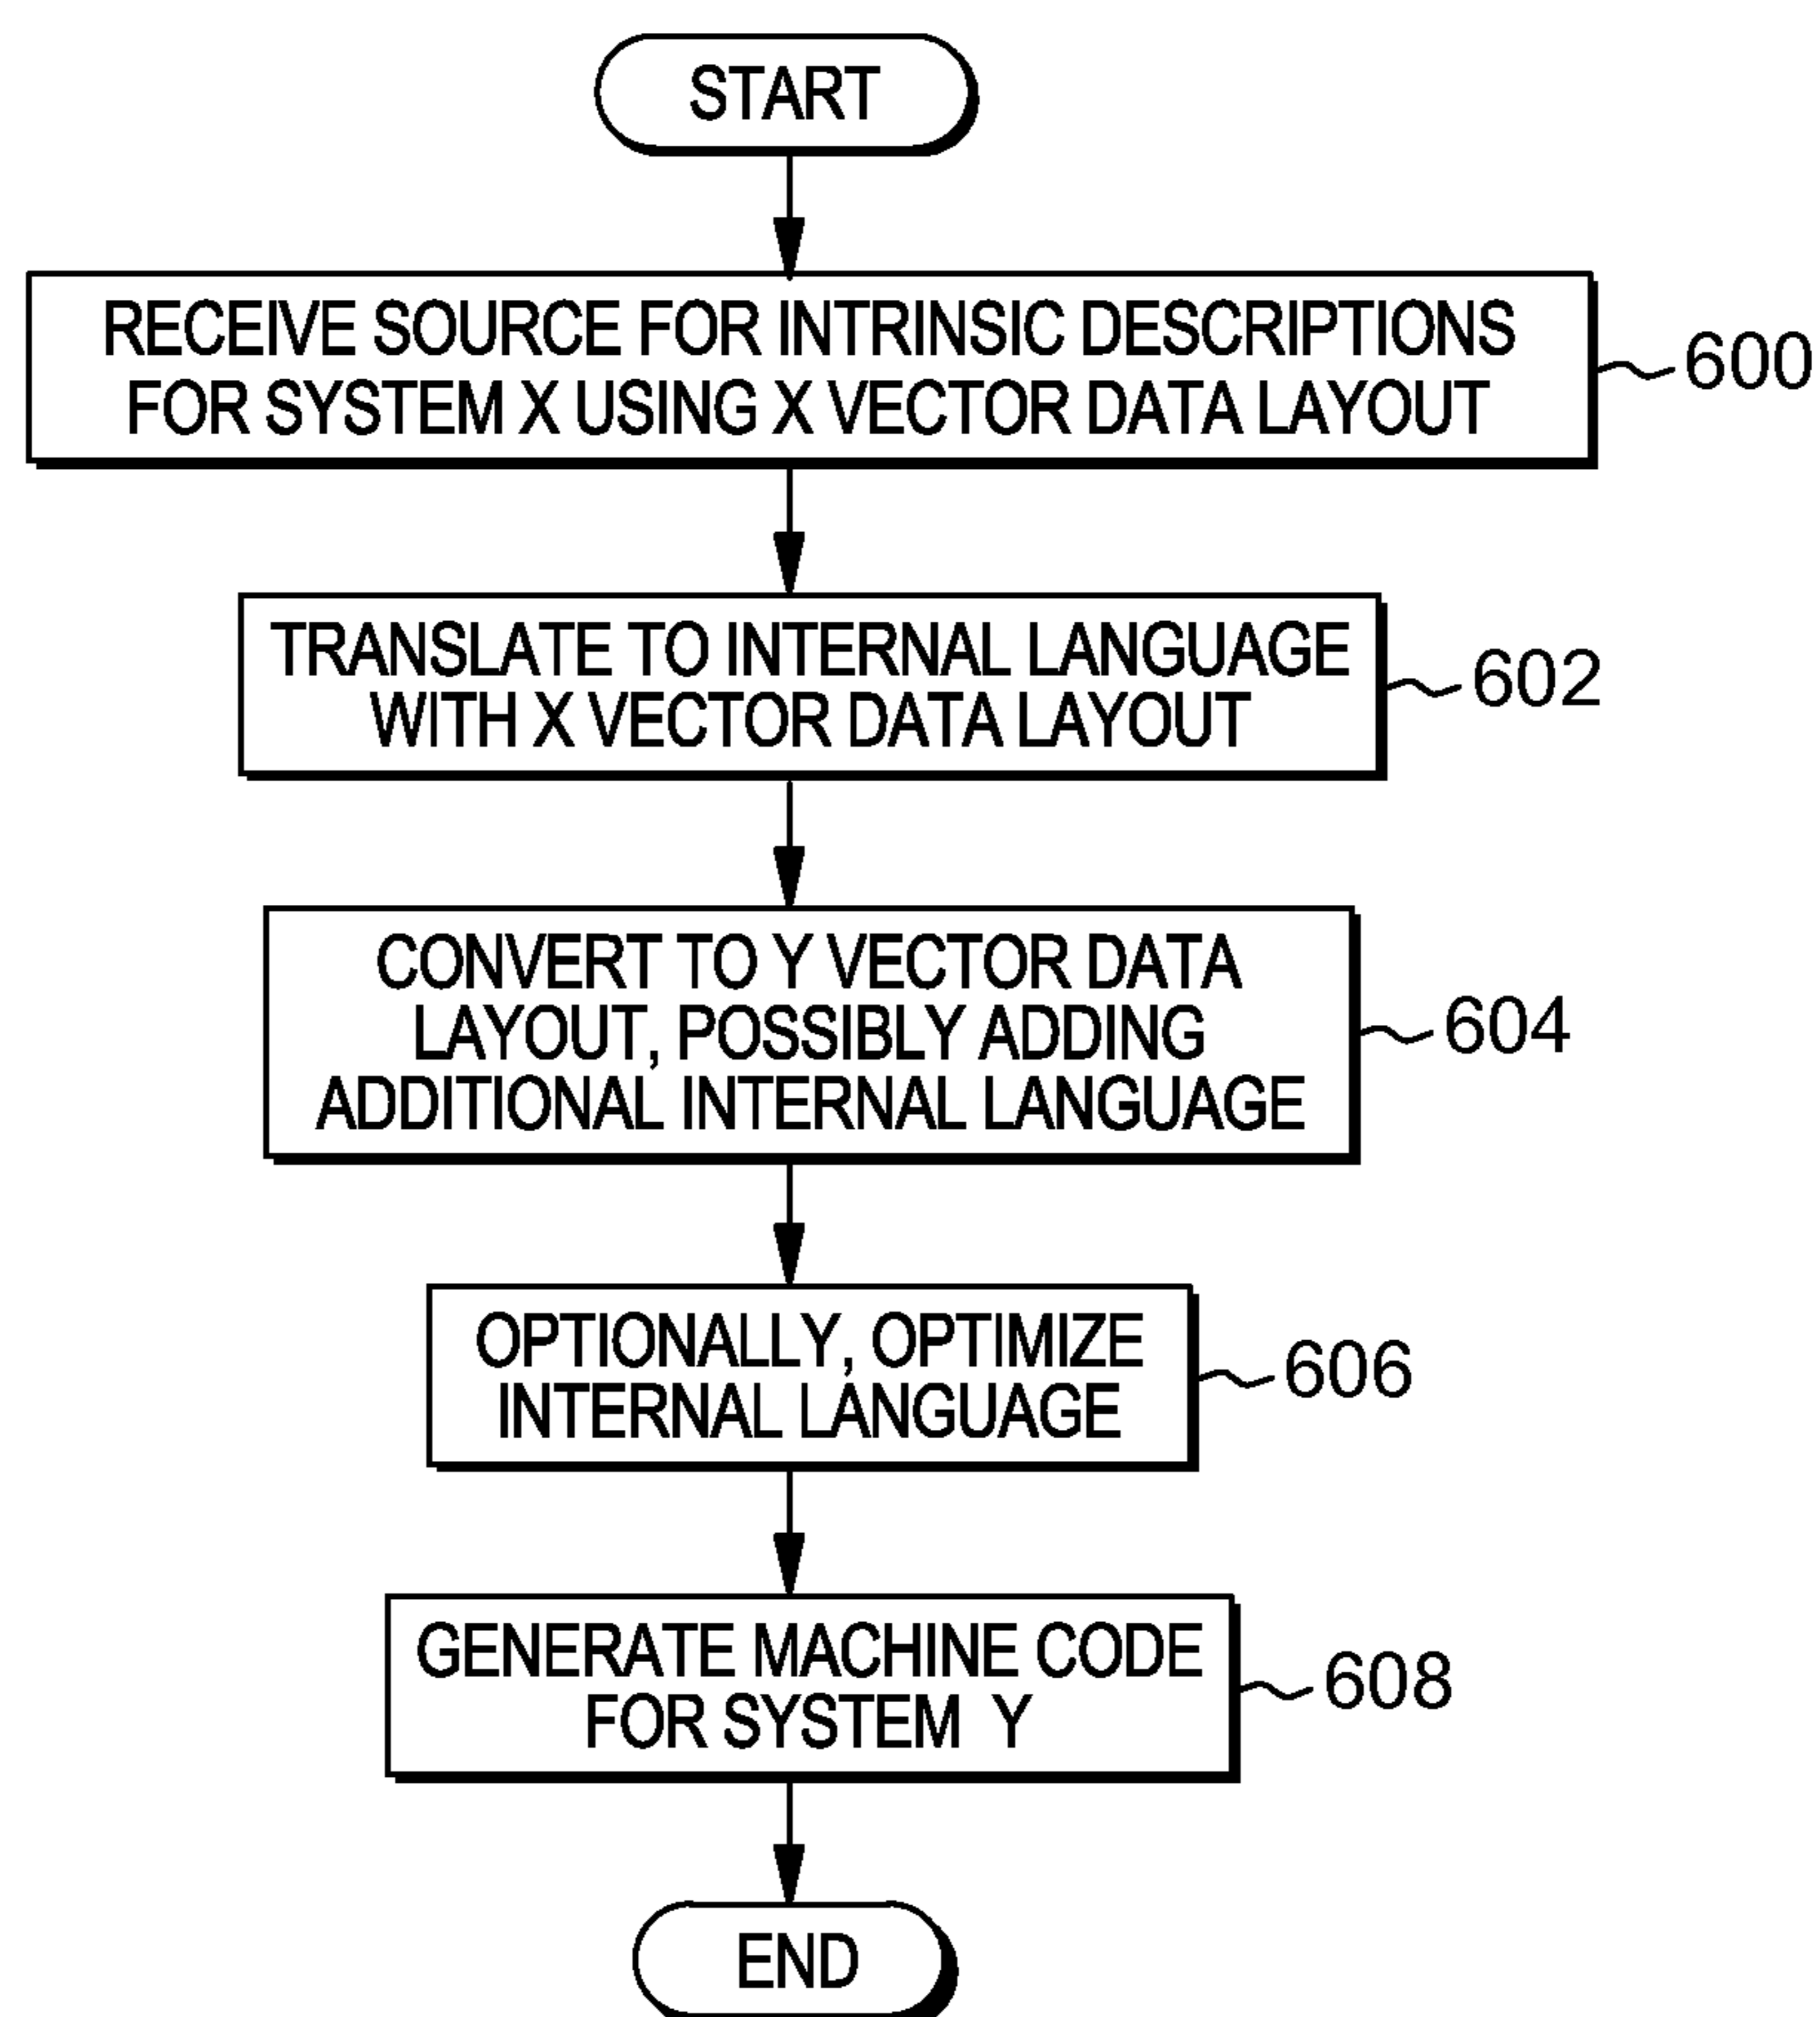 START
RECEIVE SOURCE FOR INTRINSIC DESCRIPTIONS
FOR SYSTEM X USING X VECTOR DATA LAYOUT
600
TRANSLATE TO INTERNAL LANGUAGE
WITH X VECTOR DATA LAYOUT
602
CONVERT TO Y VECTOR DATA
LAYOUT, POSSIBLY ADDING
ADDITIONAL INTERNAL LANGUAGE
604
OPTIONALLY, OPTIMIZE
INTERNAL LANGUAGE
606
GENERATE MACHINE CODE
FOR SYSTEM Y
608
END